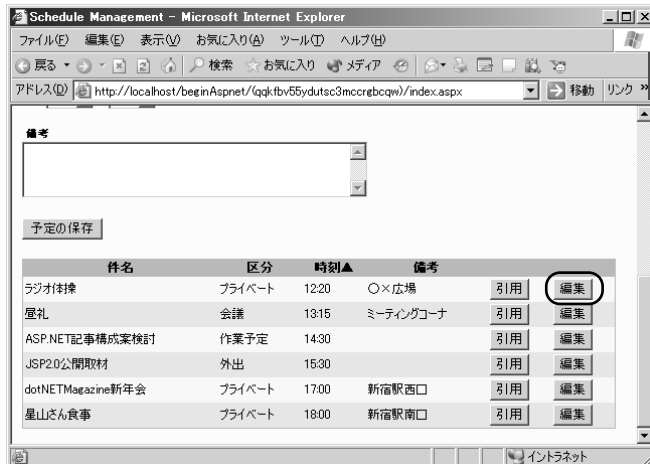 Schedule Management - Microsoft Internet Explorer
ファイル(F) 編集(E) 表示(V) お気に入り(A) ツール(T) ヘルプ(H)
戻る 検索 お気に入り メディア
アドレス(D) http://localhost/beginAspnet/(qqkfbv55ydutsc3mccrgbcqw)/index.aspx 移動 リンク »
備考
予定の保存
件名 区分 時刻▲ 備考
ラジオ体操 プライベート 12:20 〇×広場 引用 編集
昼礼 会議 13:15 ミーティングコーナ 引用 編集
ASP.NET記事構成案検討 作業予定 14:30 引用 編集
JSP2.0公開取材 外出 15:30 引用 編集
dotNETMagazine新年会 プライベート 17:00 新宿駅西口 引用 編集
星山さん食事 プライベート 18:00 新宿駅南口 引用 編集
イントラネット